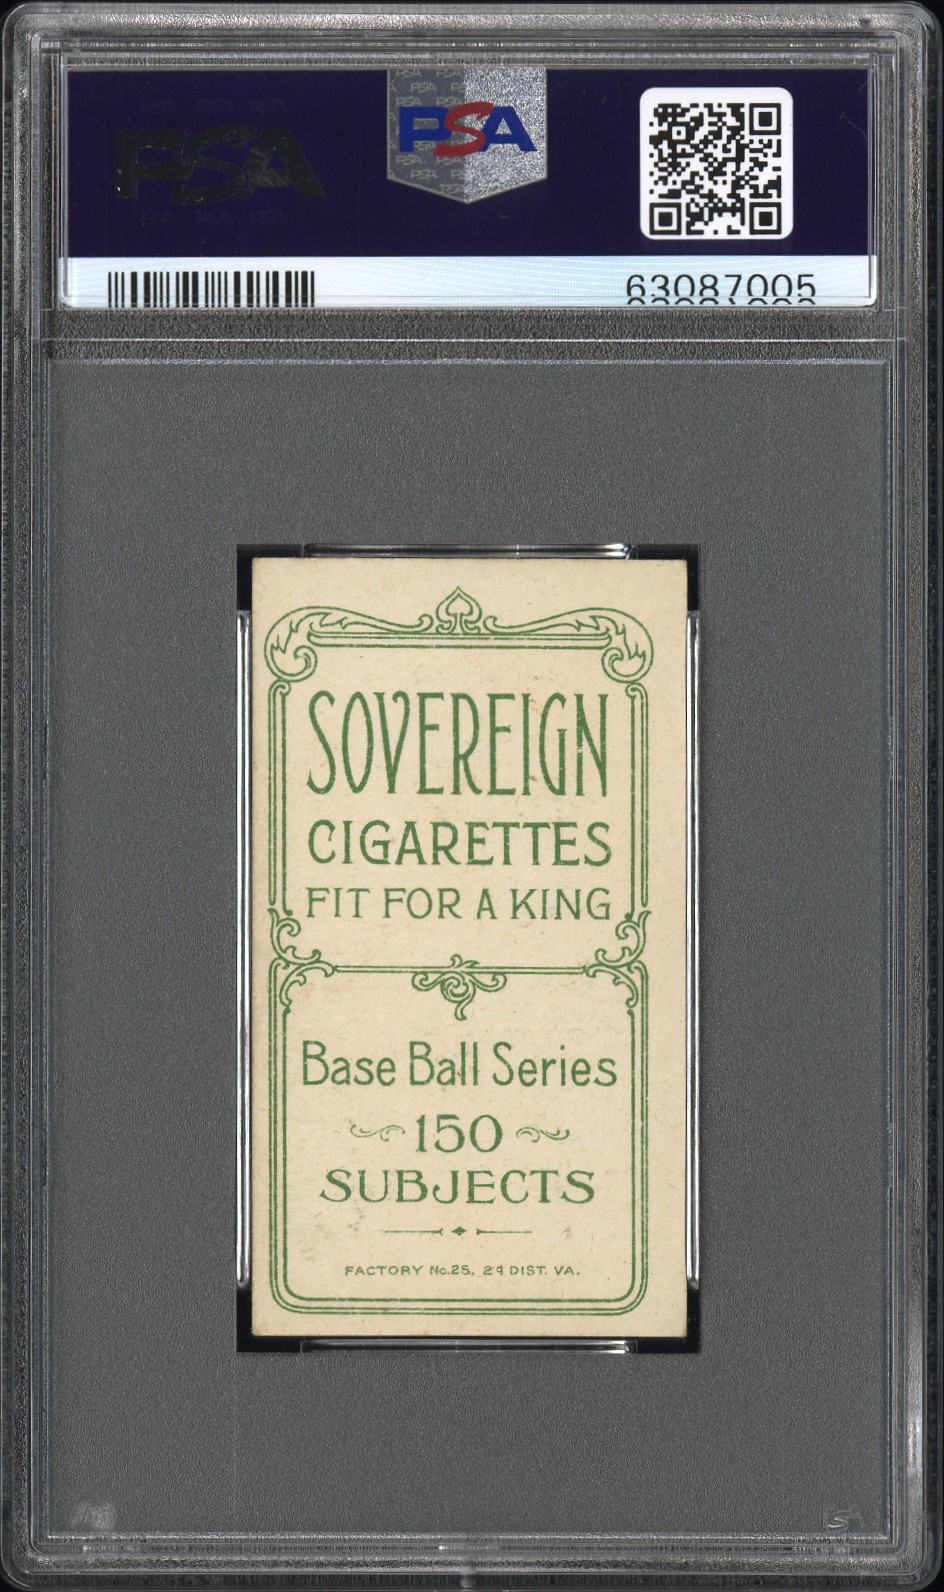 PSA
PSA
63087005
SOVEREIGN
CIGARETTES
FIT FOR A KING
Base Ball Series
150
SUBJECTS
FACTORY No.25. 2d DIST. VA.